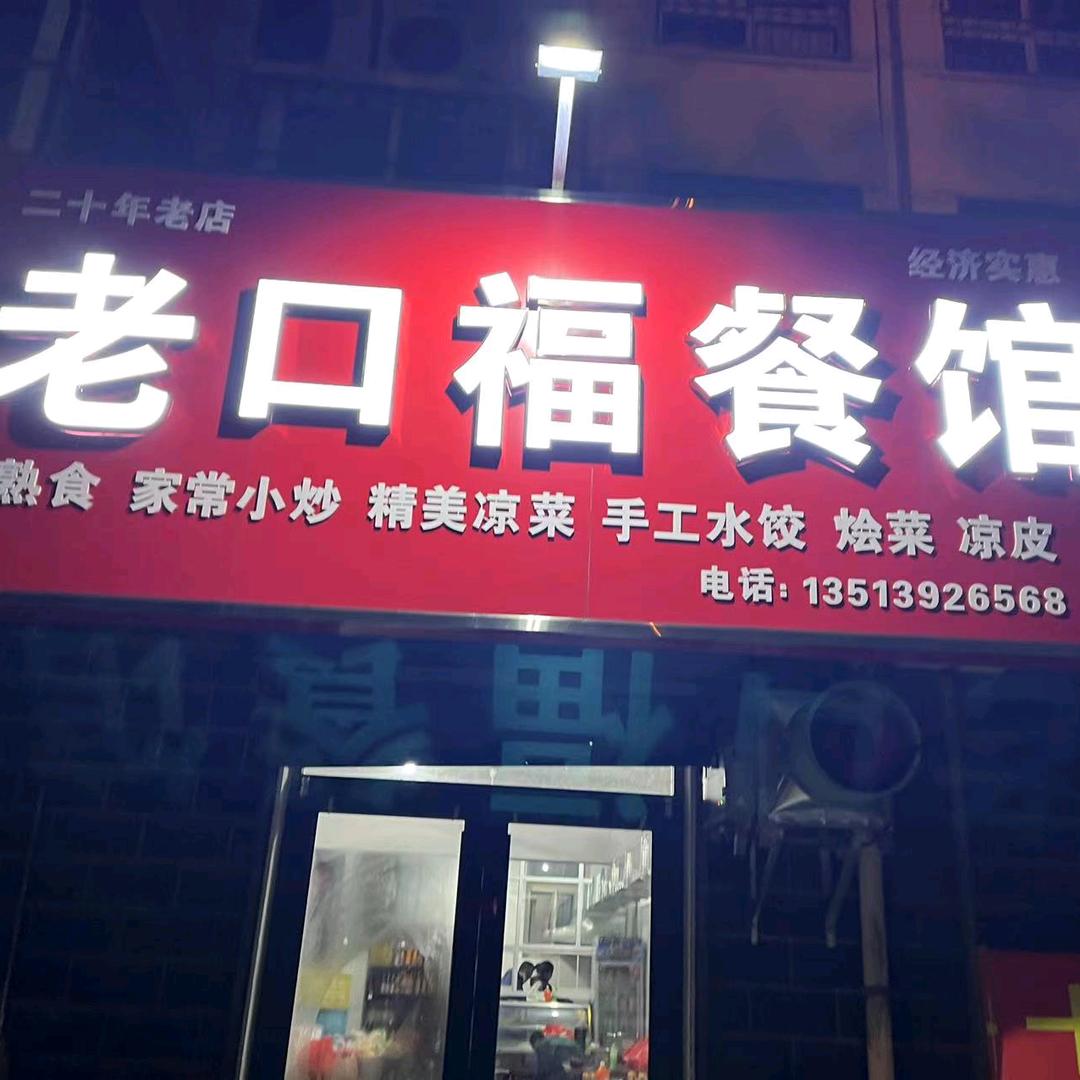 二十年老店
经济实惠
老口福餐馆
熟食 家常小炒 精美凉菜 手工水饺 烩菜 凉皮
电话:13513926568